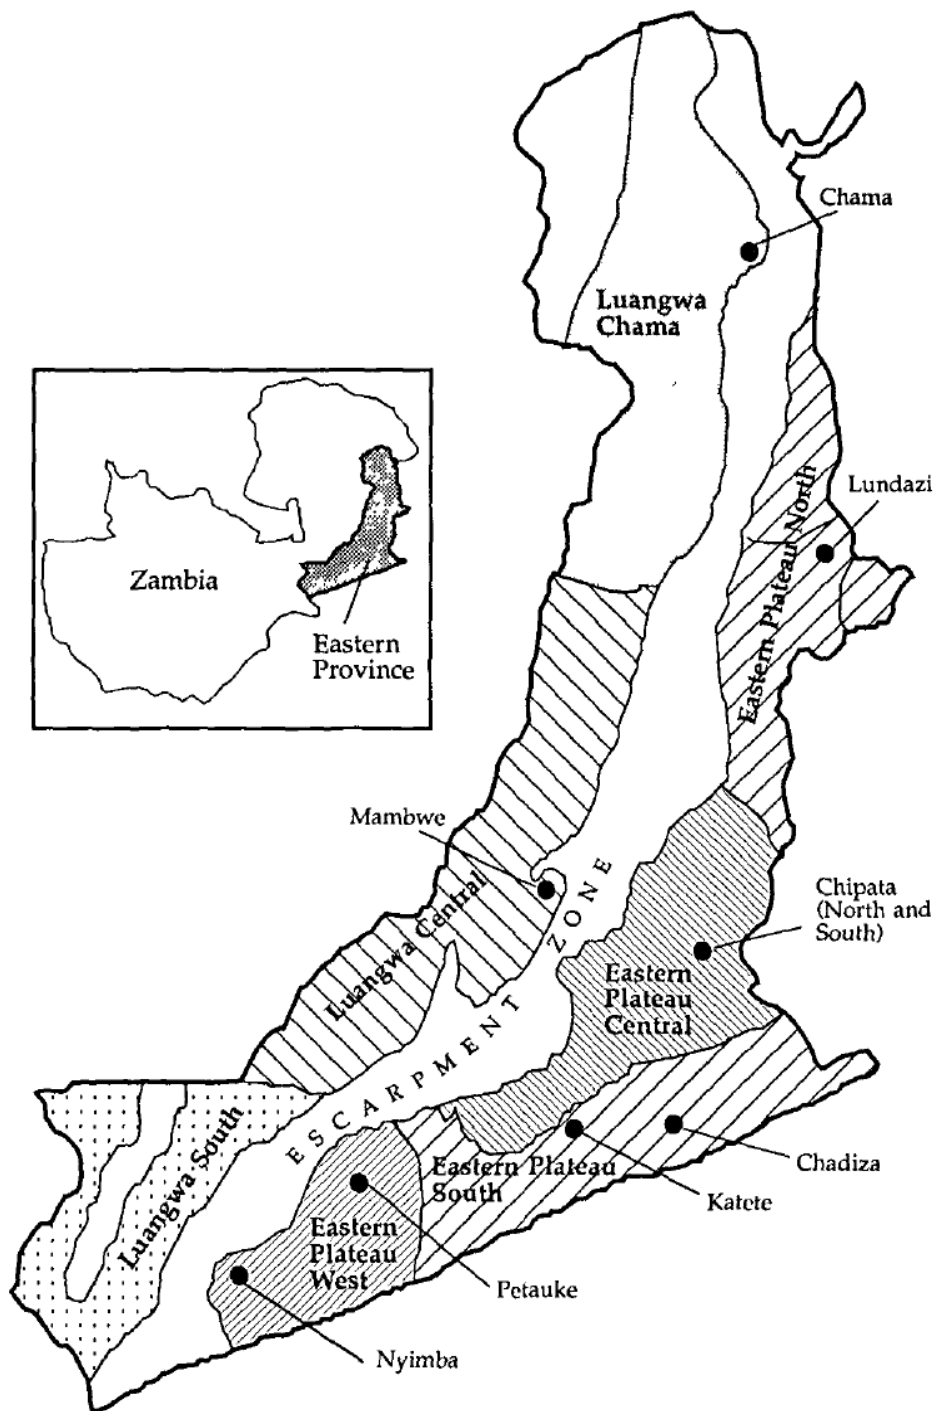 Chama
Luangwa
Chama
Zambia
Eastern
Province
Lundazi
Eastern Plateau North
Mambwe
Luangwa Central
ESCARPMENT ZONE
Chipata
(North and
South)
Eastern
Plateau
Central
Luangwa South
Eastern Plateau
South
Chadiza
Katete
Eastern
Plateau
West
Petauke
Nyimba